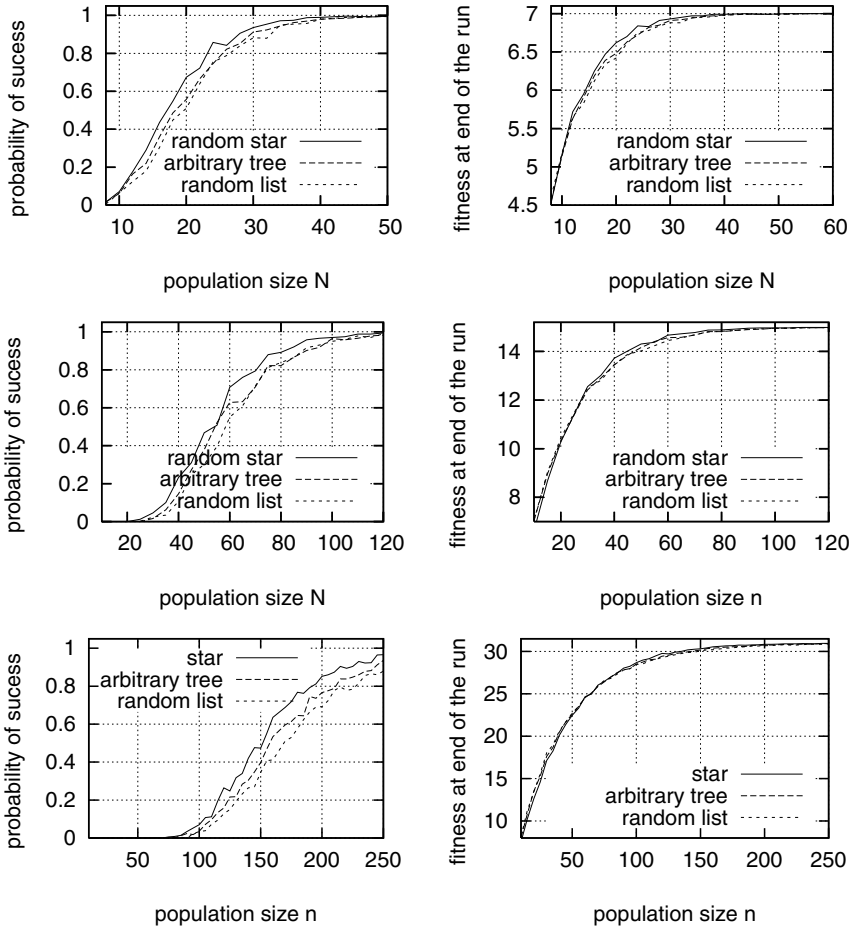 probability of sucess
1
0.8
0.6
0.4
0.2
0
random star
arbitrary tree
random list
10 20 30 40 50
population size N
fitness at end of the run
7
6.5
6
5.5
5
4.5
random star
arbitrary tree
random list
10 20 30 40 50 60
population size N
probability of sucess
1
0.8
0.6
0.4
0.2
0
random star
arbitrary tree
random list
20 40 60 80 100 120
population size N
fitness at end of the run
14
12
10
8
random star
arbitrary tree
random list
20 40 60 80 100 120
population size n
probability of sucess
1
0.8
0.6
0.4
0.2
0
star
arbitrary tree
random list
50 100 150 200 250
population size n
fitness at end of the run
30
25
20
15
10
star
arbitrary tree
random list
50 100 150 200 250
population size n